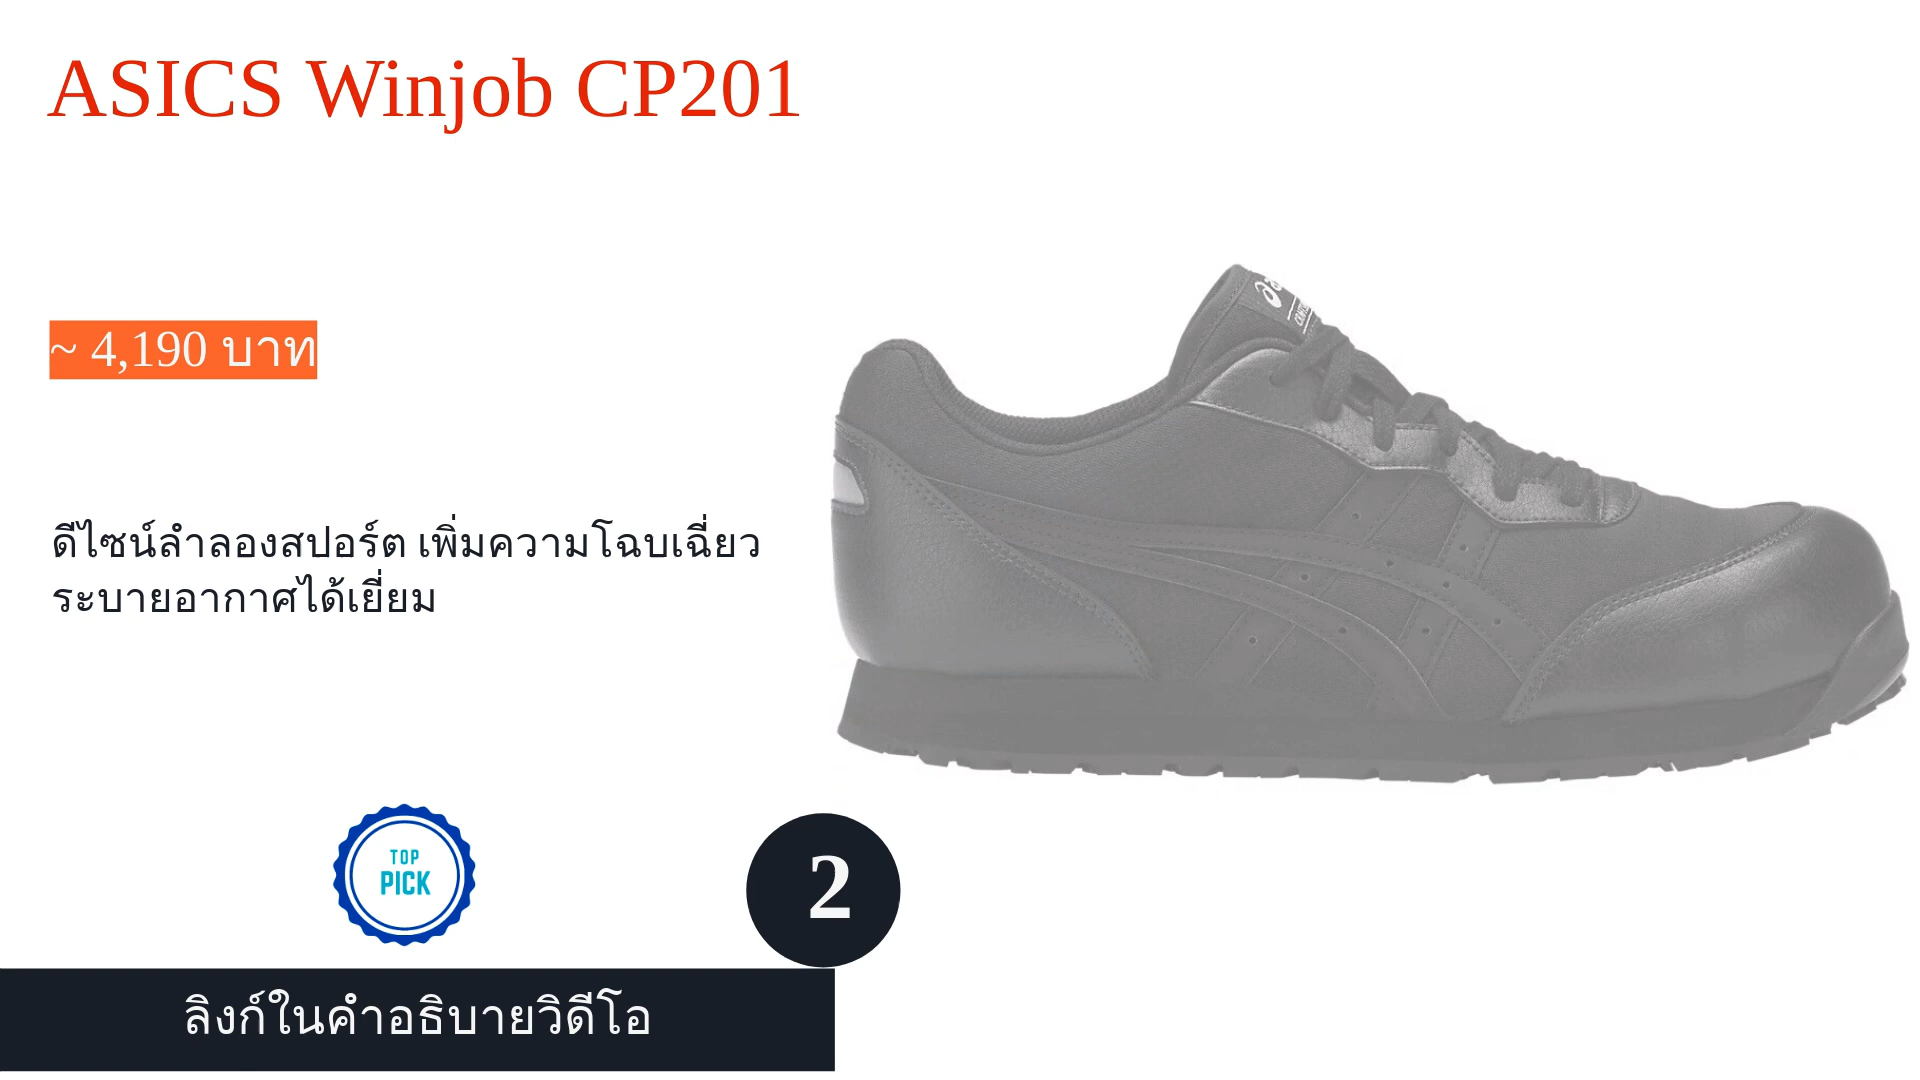 ASICS Winjob CP201
~ 4,190 บาท
ดีไซน์ลำลองสปอร์ต เพิ่มความโฉบเฉี่ยว
ระบายอากาศได้เยี่ยม
TOP
PICK
2
ลิงก์ในคำอธิบายวิดีโอ